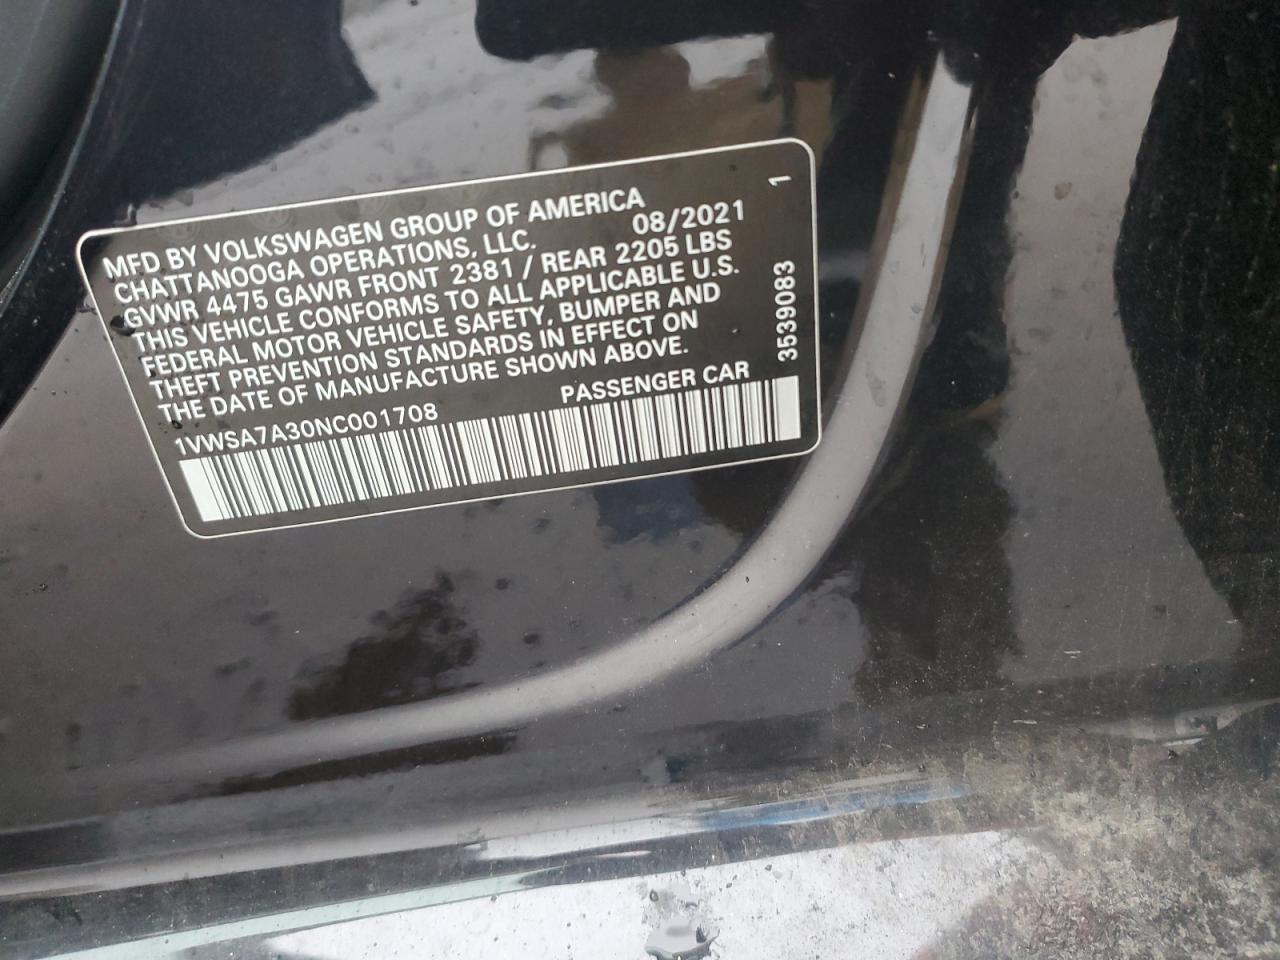 MFD BY VOLKSWAGEN GROUP OF AMERICA
CHATTANOOGA OPERATIONS, LLC. 08/2021
GVWR 4475 GAWR FRONT 2381 / REAR 2205 LBS
THIS VEHICLE CONFORMS TO ALL APPLICABLE U.S.
FEDERAL MOTOR VEHICLE SAFETY, BUMPER AND
THEFT PREVENTION STANDARDS IN EFFECT ON
THE DATE OF MANUFACTURE SHOWN ABOVE.
1VWSA7A30NC001708 PASSENGER CAR
3539083 1